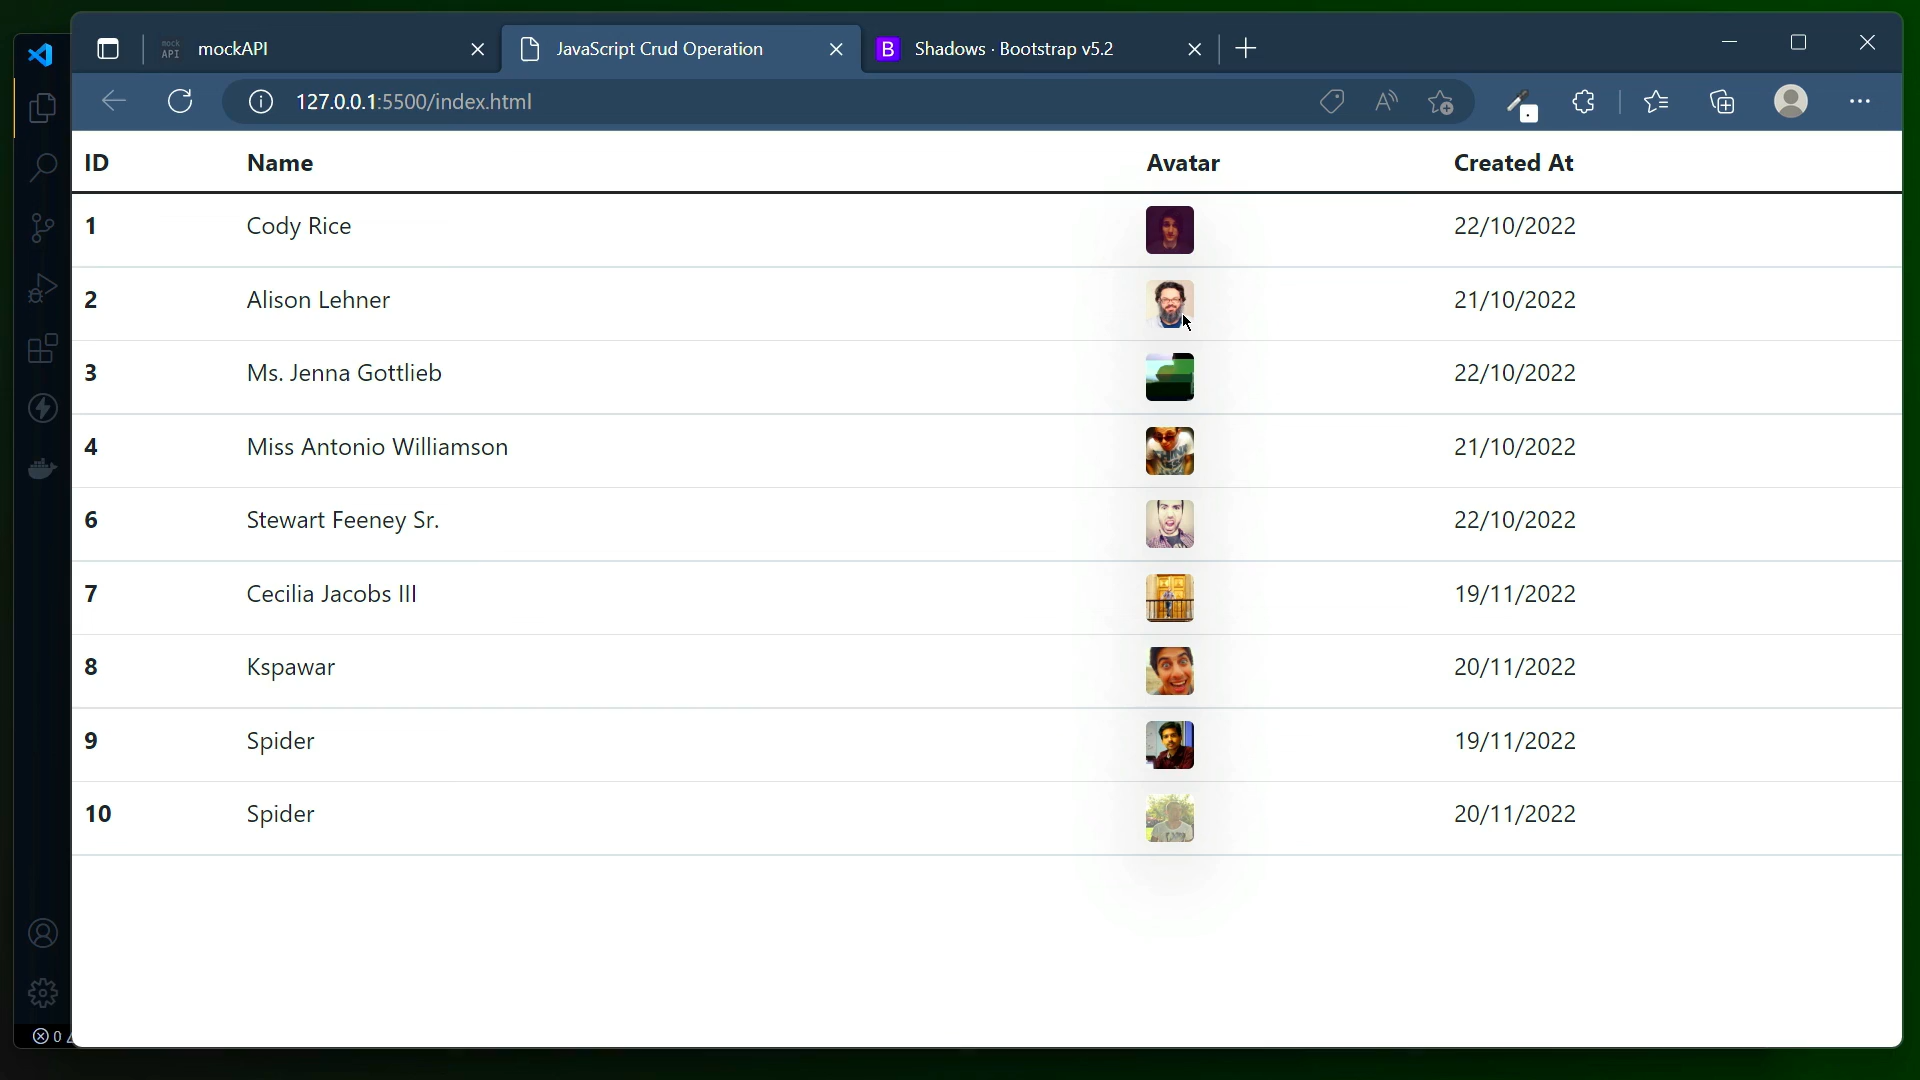 mock API mockAPI JavaScript Crud Operation B Shadows · Bootstrap v5.2
127.0.0.1:5500/index.html
ID Name Avatar Created At
1 Cody Rice 22/10/2022
2 Alison Lehner 21/10/2022
3 Ms. Jenna Gottlieb 22/10/2022
4 Miss Antonio Williamson 21/10/2022
6 Stewart Feeney Sr. 22/10/2022
7 Cecilia Jacobs III 19/11/2022
8 Kspawar 20/11/2022
9 Spider 19/11/2022
10 Spider 20/11/2022
0